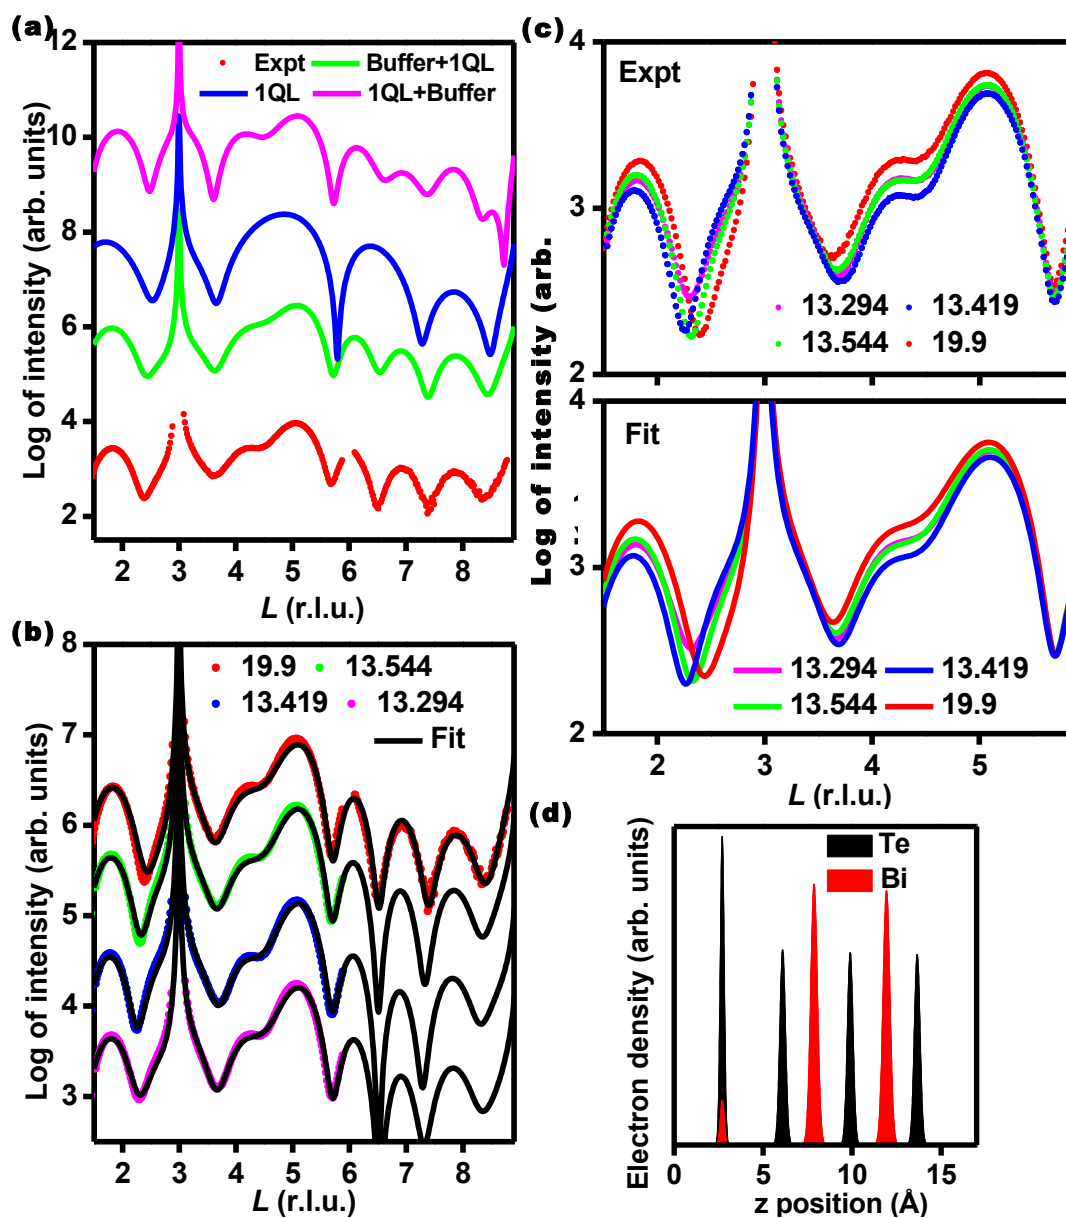 (a)
12
10
8
6
4
2
Log of intensity (arb. units)
Expt
Buffer+1QL
1QL
1QL+Buffer
2 3 4 5 6 7 8
L (r.l.u.)
(b)
8
7
6
5
4
3
Log of intensity (arb. units)
19.9
13.544
13.419
13.294
Fit
2 3 4 5 6 7 8
L (r.l.u.)
(c)
4
3
2
Expt
13.294
13.419
13.544
19.9
Log of intensity (arb.
4
3
2
Fit
13.294
13.419
13.544
19.9
2 3 4 5
L (r.l.u.)
(d)
Electron density (arb. units)
Te
Bi
0 5 10 15
z position (Å)